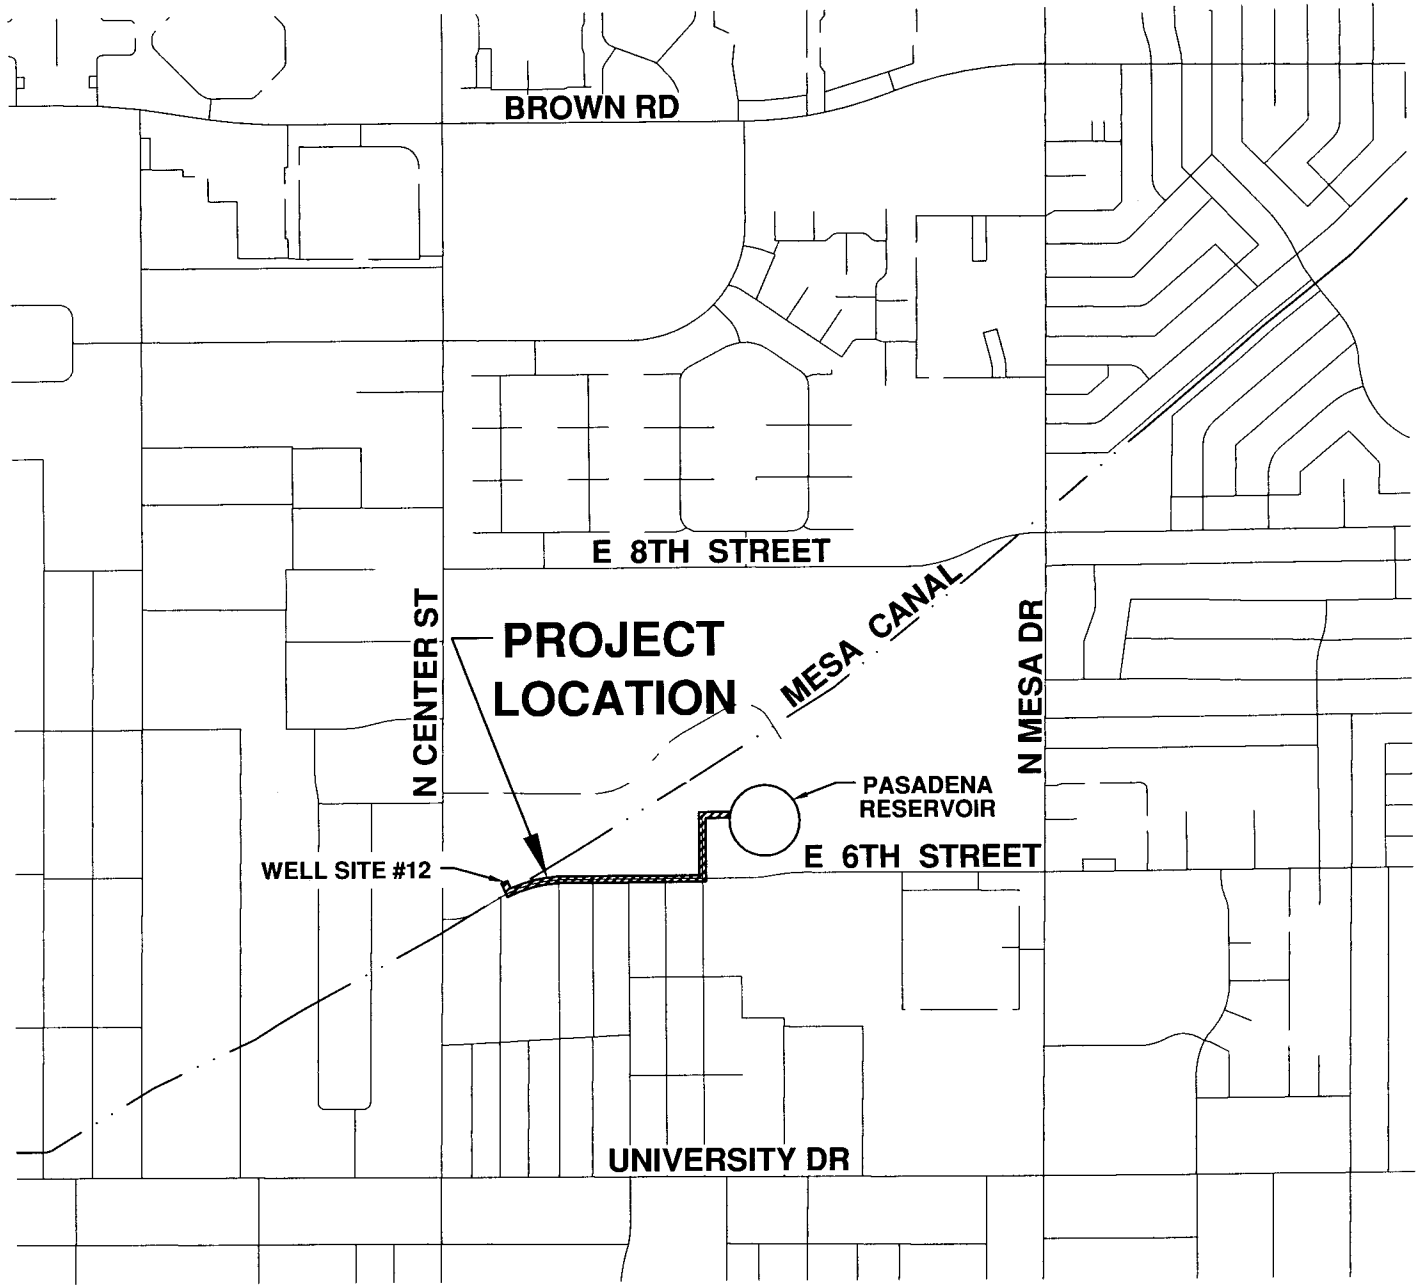 BROWN RD
E 8TH STREET
N CENTER ST
PROJECT
LOCATION
MESA CANAL
N MESA DR
PASADENA
RESERVOIR
E 6TH STREET
WELL SITE #12
UNIVERSITY DR